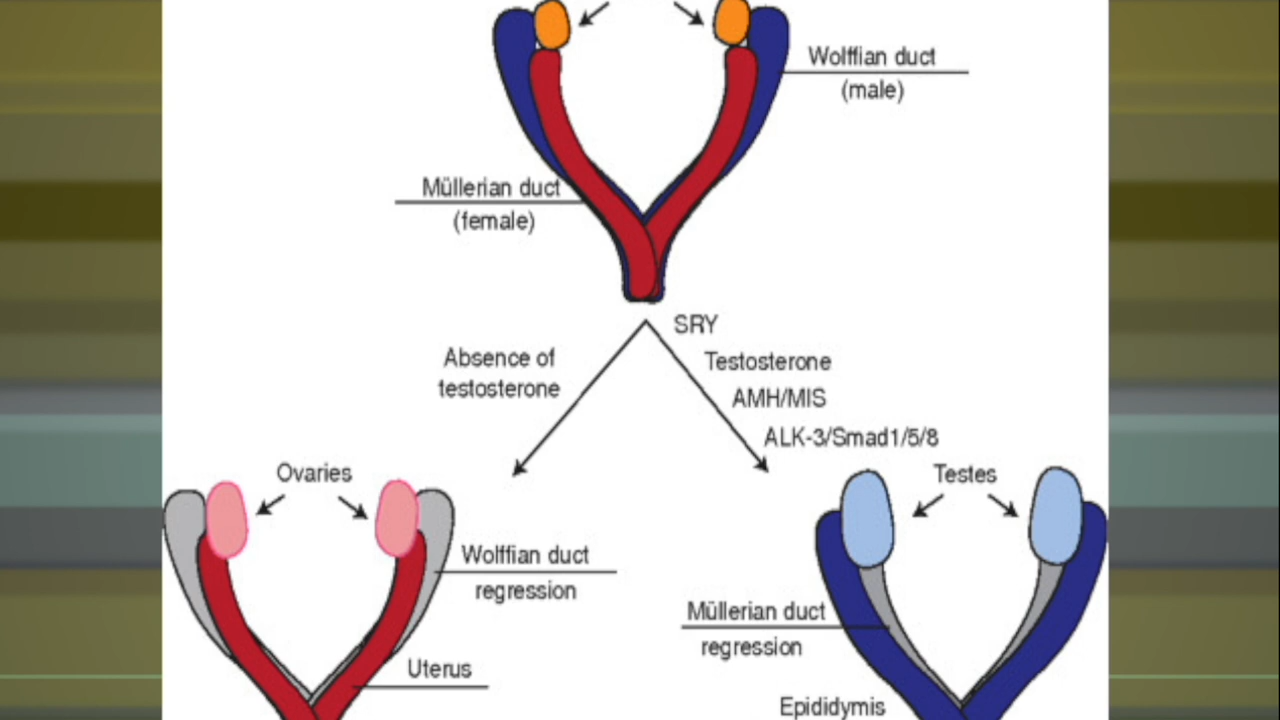 Wolffian duct
(male)
Müllerian duct
(female)
SRY
Absence of
testosterone
Testosterone
AMH/MIS
ALK-3/Smad1/5/8
Ovaries
Testes
Wolffian duct
regression
Müllerian duct
regression
Uterus
Epididymis